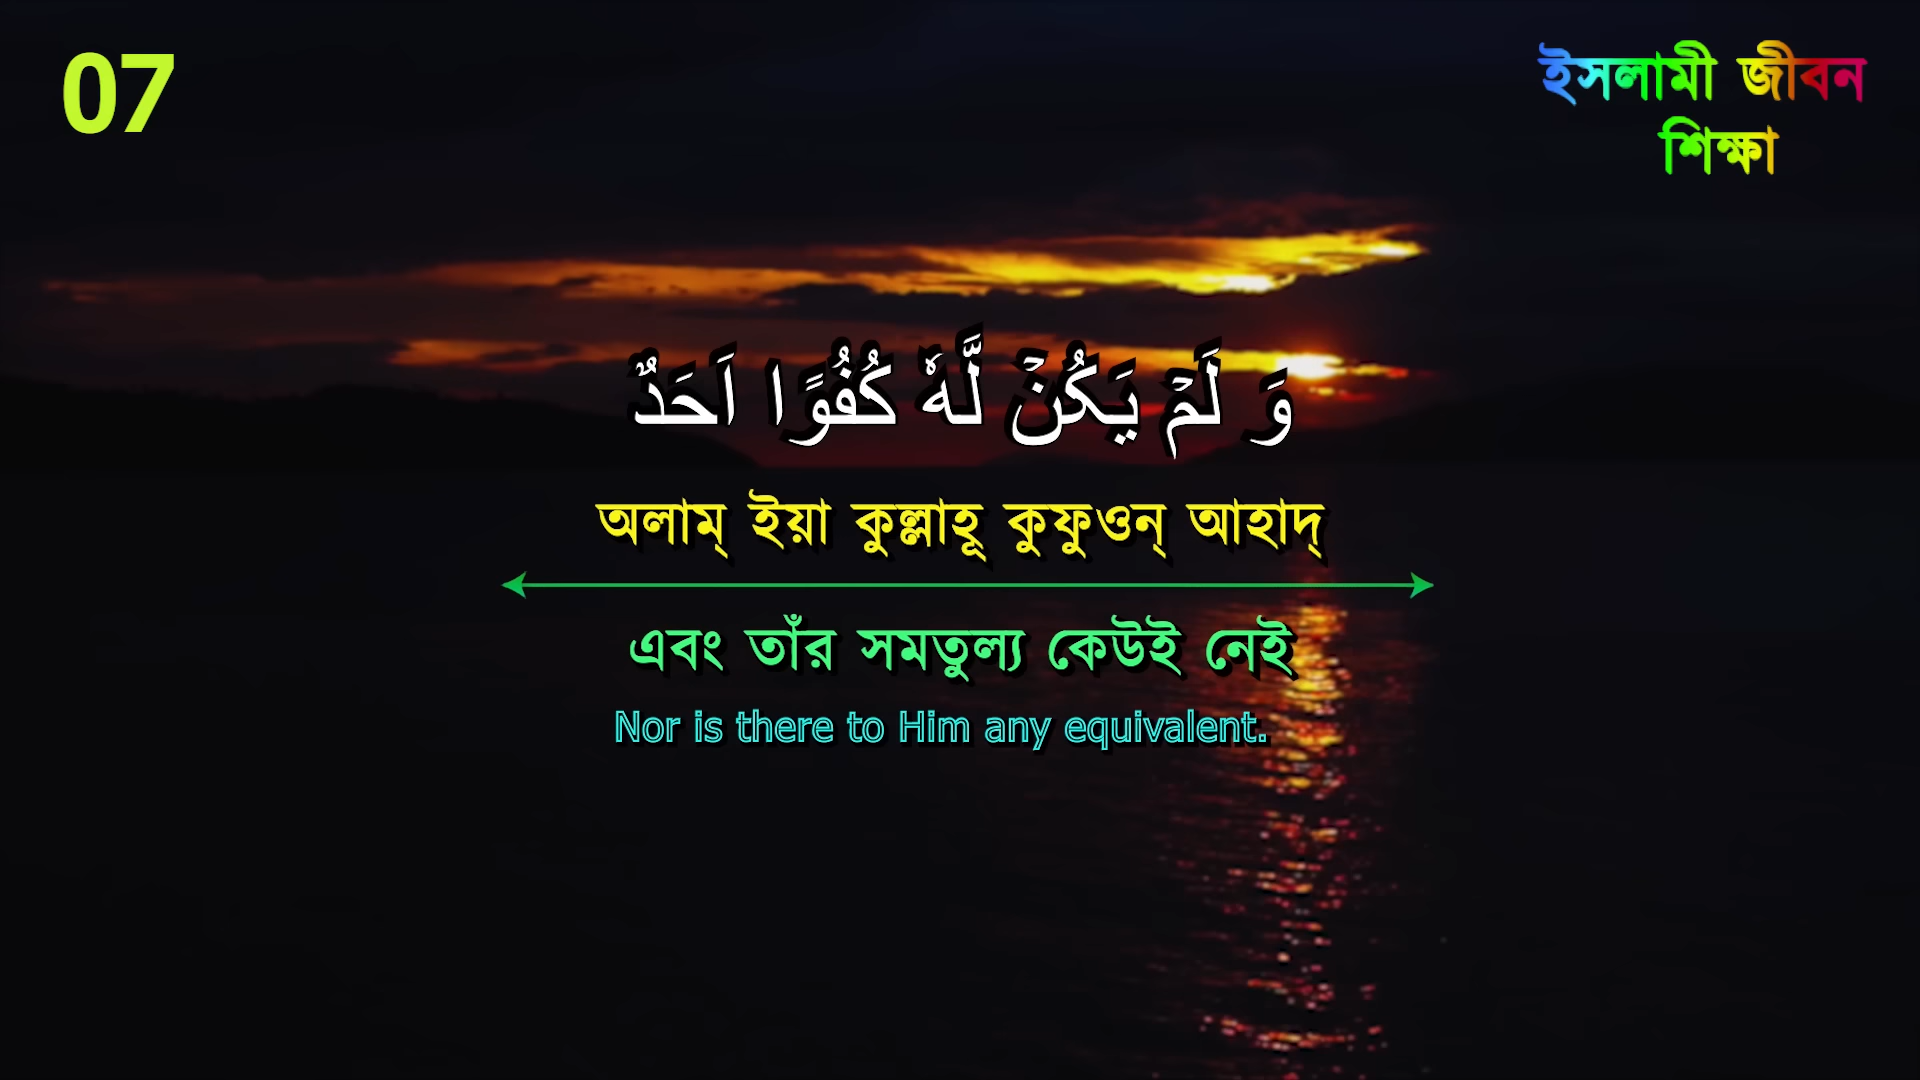 07
ইসলামী জীবন
শিক্ষা
وَ لَمۡ یَکُنۡ لَّهٗ کُفُوًا اَحَدٌ
অলাম্ ইয়া কুল্লাহূ কুফুওন্ আহাদ্
এবং তাঁর সমতুল্য কেউই নেই
Nor is there to Him any equivalent.